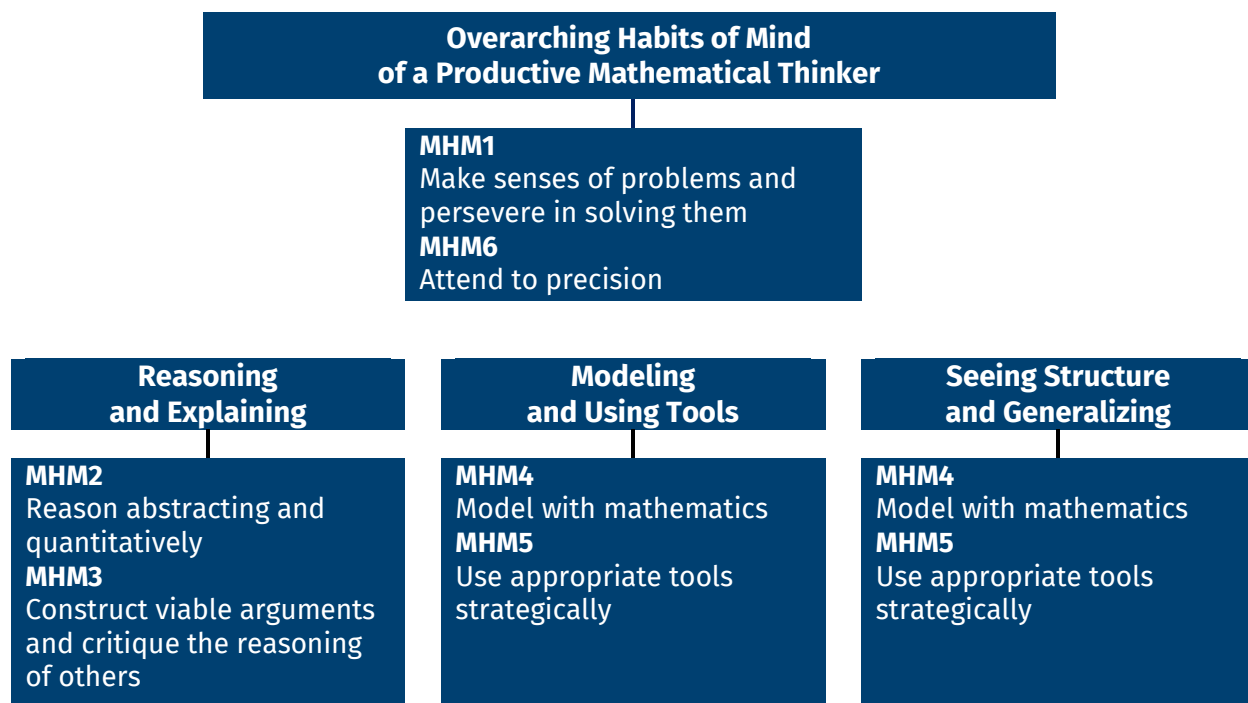 Overarching Habits of Mind
of a Productive Mathematical Thinker
MHM1
Make senses of problems and
persevere in solving them
MHM6
Attend to precision
Reasoning
and Explaining
MHM2
Reason abstracting and
quantitatively
MHM3
Construct viable arguments
and critique the reasoning
of others
Modeling
and Using Tools
MHM4
Model with mathematics
MHM5
Use appropriate tools
strategically
Seeing Structure
and Generalizing
MHM4
Model with mathematics
MHM5
Use appropriate tools
strategically